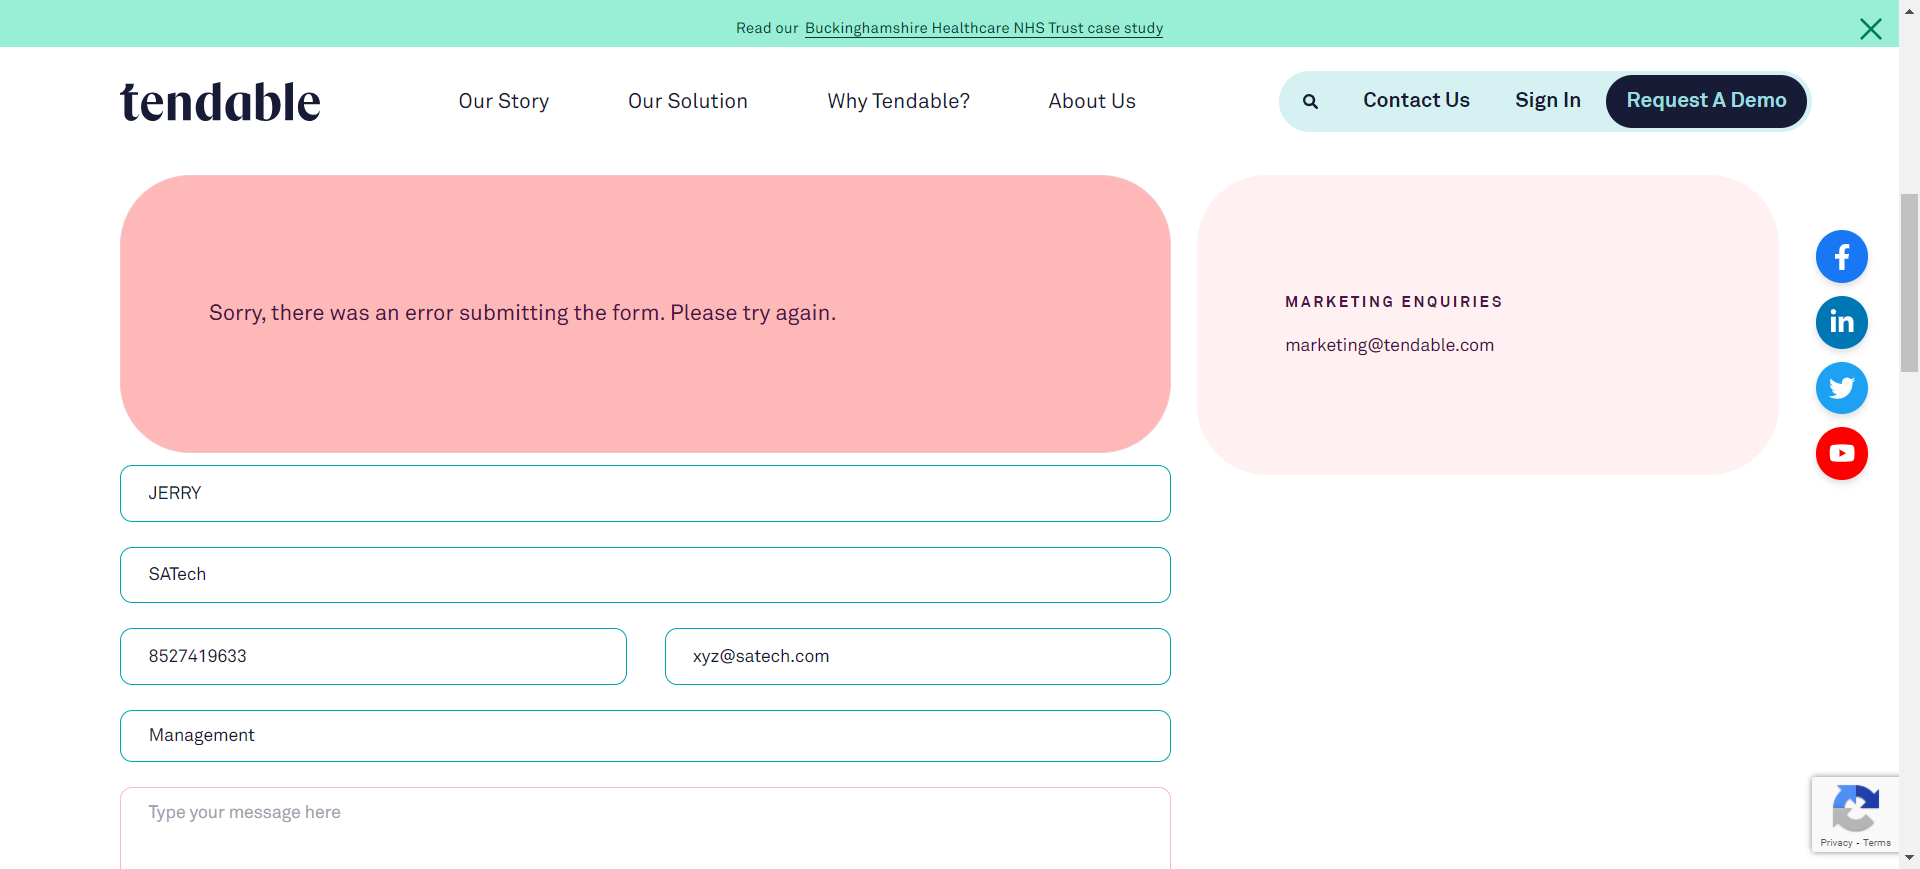 Read our Buckinghamshire Healthcare NHS Trust case study
tendable
Our Story
Our Solution
Why Tendable?
About Us
Contact Us
Sign In
Request A Demo
Sorry, there was an error submitting the form. Please try again.
MARKETING ENQUIRIES
marketing@tendable.com
JERRY
SATech
8527419633
xyz@satech.com
Management
Type your message here
Privacy - Terms